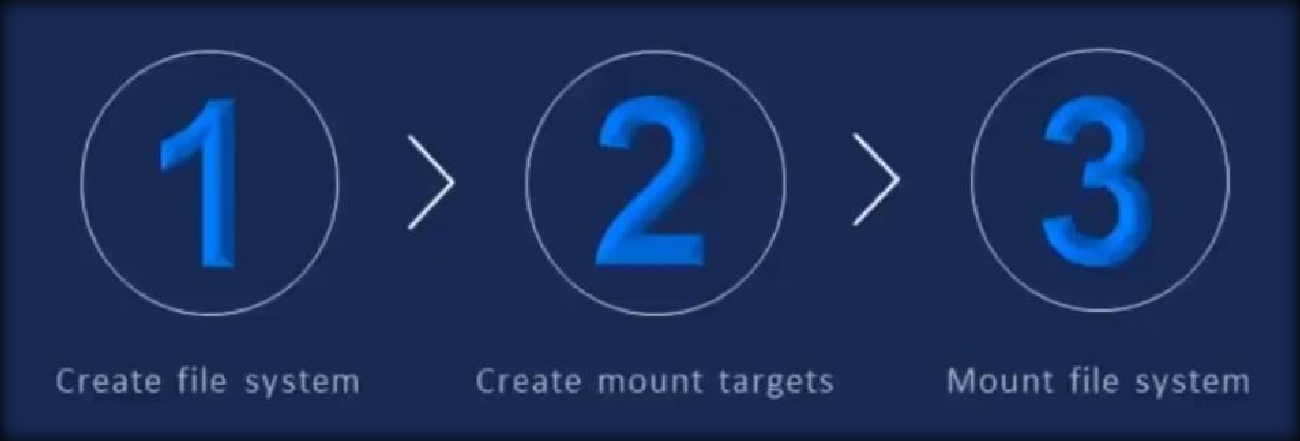 1
2
3
Create file system
Create mount targets
Mount file system